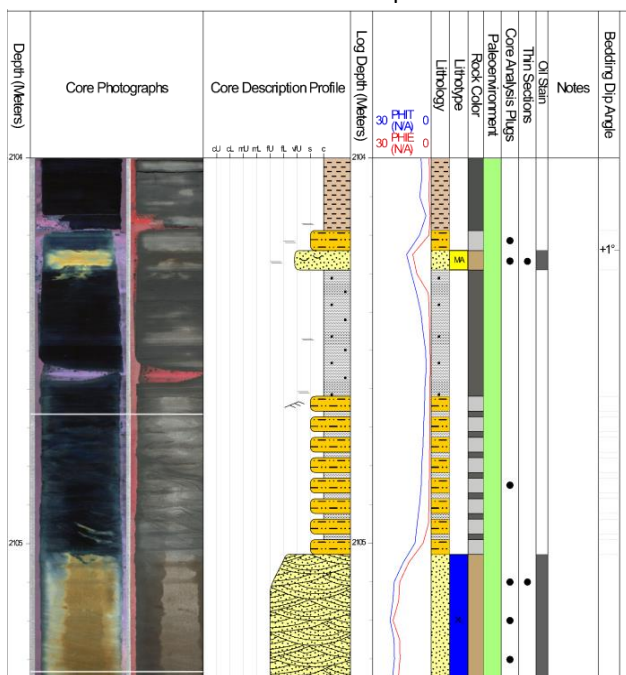 Depth (Meters)
Core Photographs
Core Description Profile
Log Depth (Meters)
30 PHIT 0
(N/A)
30 PHIE 0
(N/A)
Lithology
Lithotype
Rock Color
Paleoenvironment
Core Analysis Plugs
Thin Sections
Oil Stain
Notes
Bedding Dip Angle
cU cL mU mL fU fL vfU s c
2104
2104
+1°
MA
2105
2105